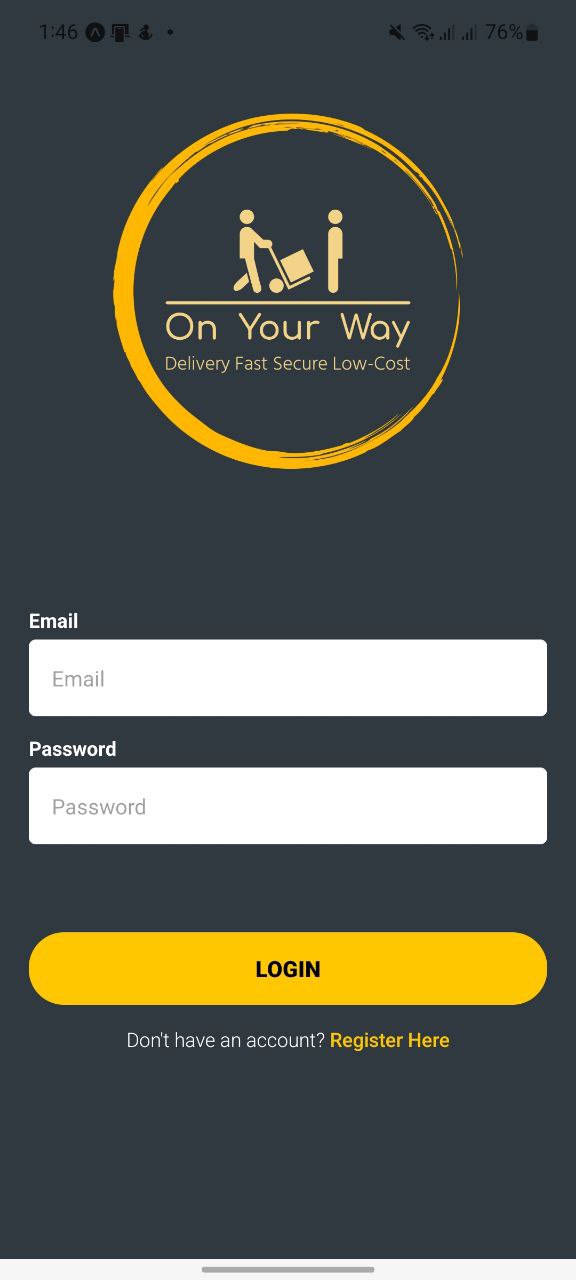 1:46 76%
On Your Way
Delivery Fast Secure Low-Cost
Email
Email
Password
Password
LOGIN
Don't have an account? Register Here